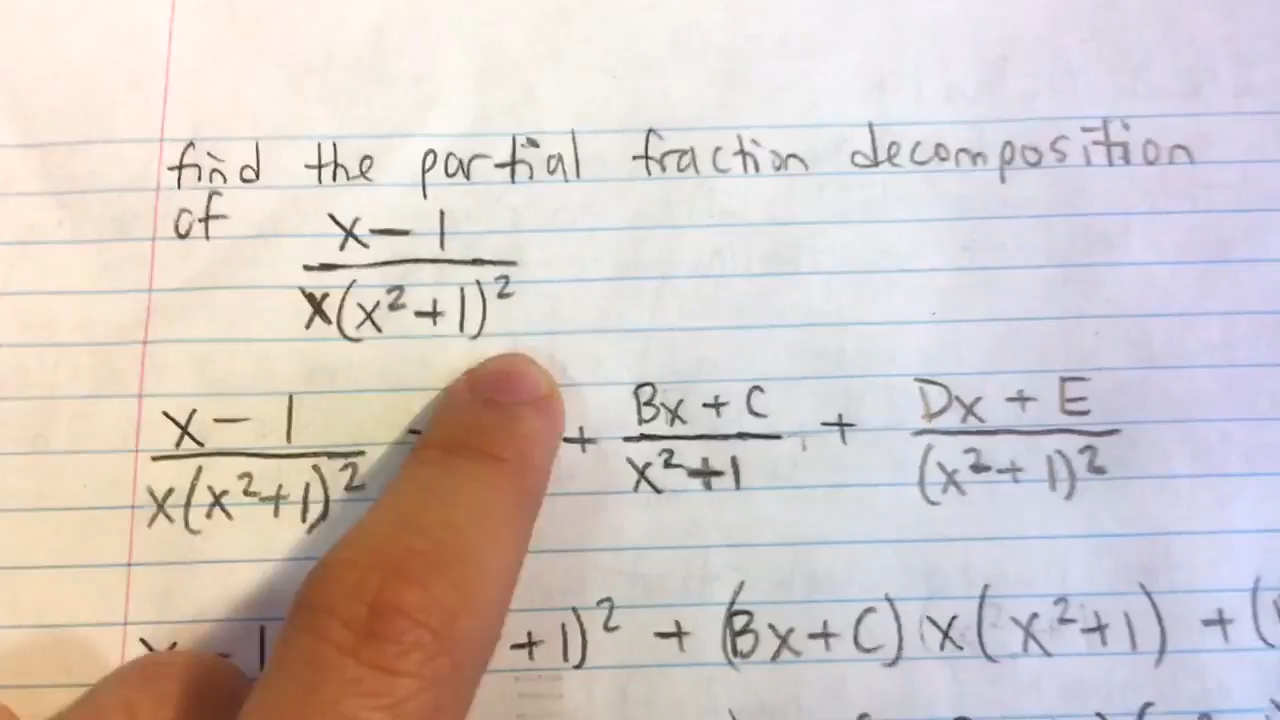 find the partial fraction decomposition
of x - 1 / x(x² + 1)²
x - 1 / x(x² + 1)² + Bx + C / x² + 1 + Dx + E / (x² + 1)²
x - 1 + 1)² + (Bx + C) x (x² + 1) + (